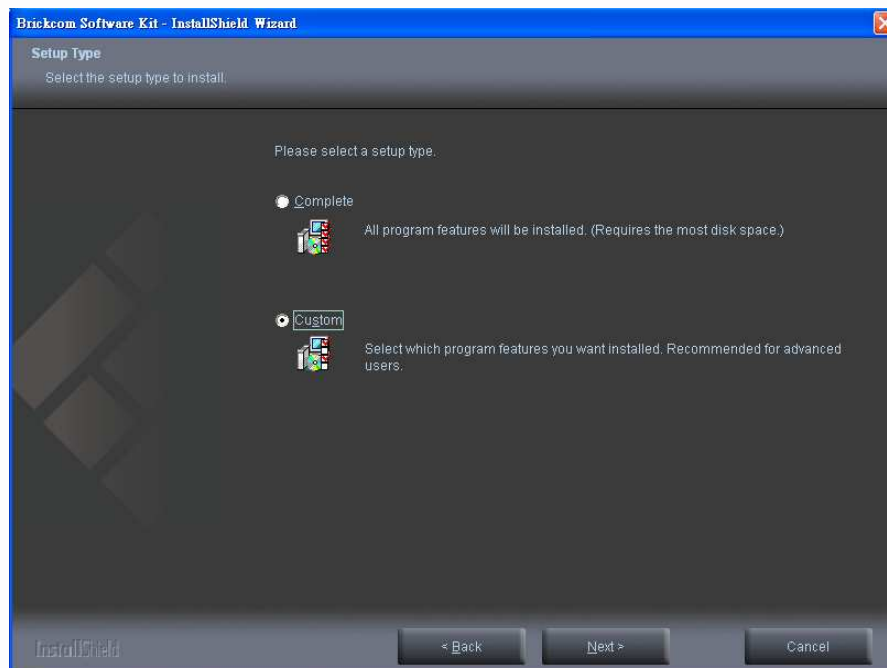 Brickcom Software Kit - InstallShield Wizard
Setup Type
Select the setup type to install.
Please select a setup type.
Complete
All program features will be installed. (Requires the most disk space.)
Custom
Select which program features you want installed. Recommended for advanced
users.
InstallShield
< Back
Next >
Cancel